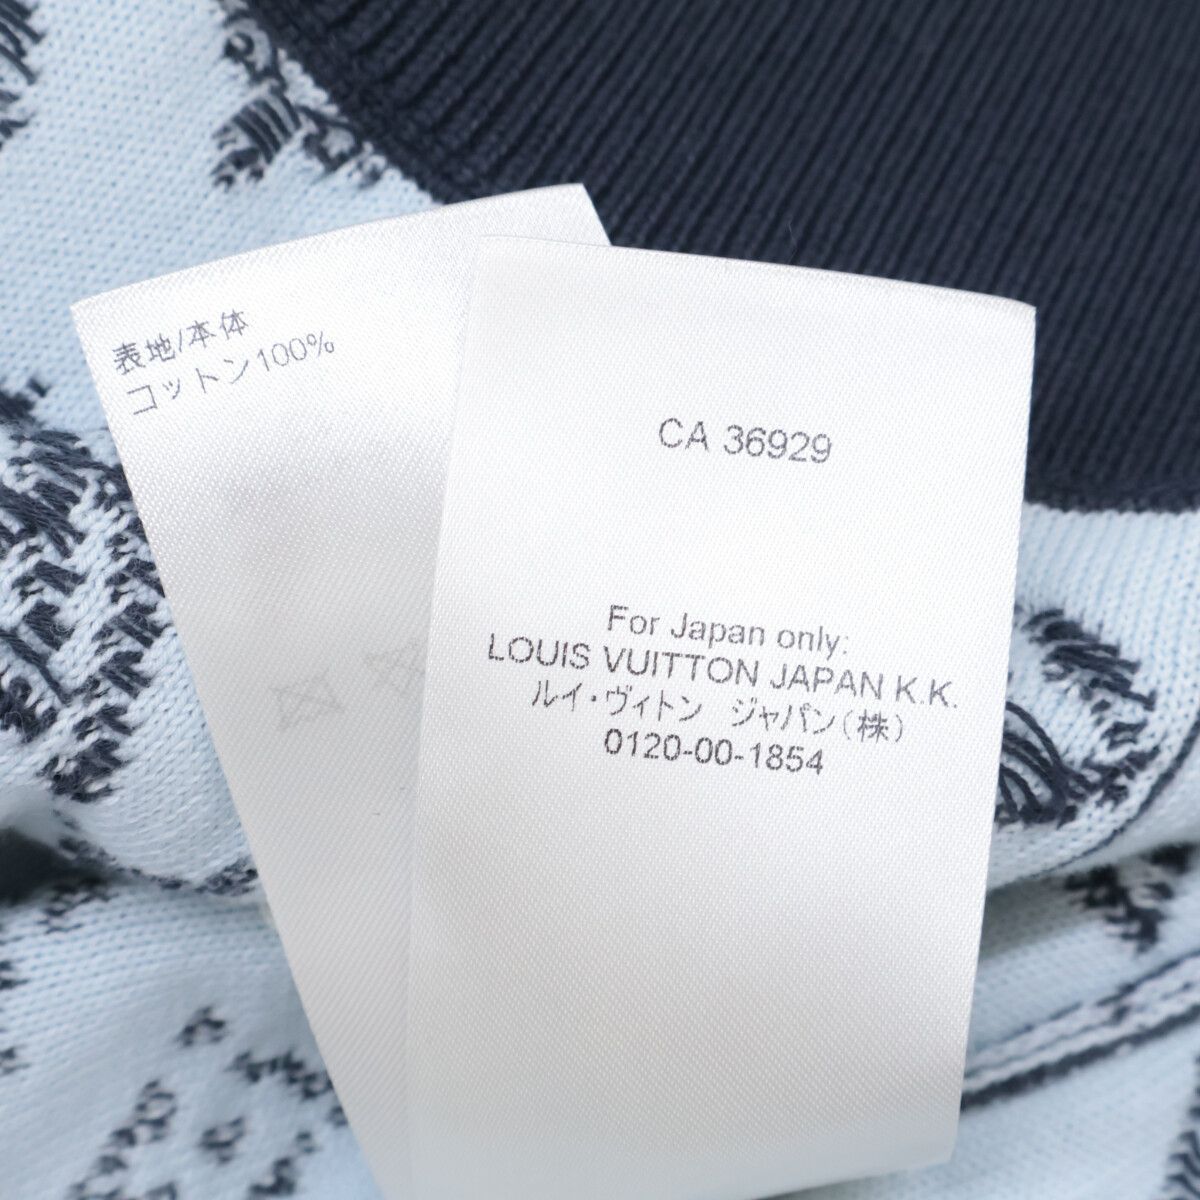 表地/本体
コットン100%
CA 36929
For Japan only:
LOUIS VUITTON JAPAN K.K.
ルイ・ヴィトン　ジャパン(株)
0120-00-1854